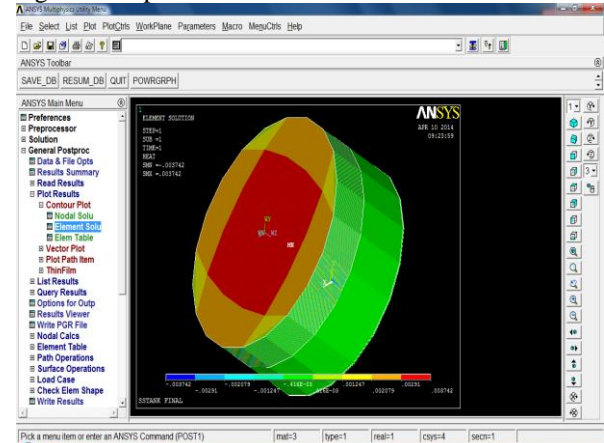 ANSYS Multiphysics Utility Menu
File Select List Plot PlotCtrls WorkPlane Parameters Macro MenuCtrls Help
ANSYS Toolbar
SAVE_DB RESUM_DB QUIT POWRGRPH
ANSYS Main Menu
Preferences
Preprocessor
Solution
General Postproc
Data & File Opts
Results Summary
Read Results
Plot Results
Contour Plot
Nodal Solu
Element Solu
Elem Table
Vector Plot
Plot Path Item
ThinFilm
List Results
Query Results
Options for Outp
Results Viewer
Write PGR File
Nodal Calcs
Element Table
Path Operations
Surface Operations
Load Case
Check Elem Shape
Write Results
1
ELEMENT SOLUTION
STEP=1
SUB =1
TIME=1
HEAT
SMN =-.003742
SMX =.003742
ANSYS
APR 10 2014
09:23:59
MX
-.003742 -.002079 -.416E-03 .001247 .00291
-.00291 -.001247 .416E-03 .002079 .003742
SSTANK FINAL
Pick a menu item or enter an ANSYS Command (POST1) mat=3 type=1 real=1 csys=4 secn=1